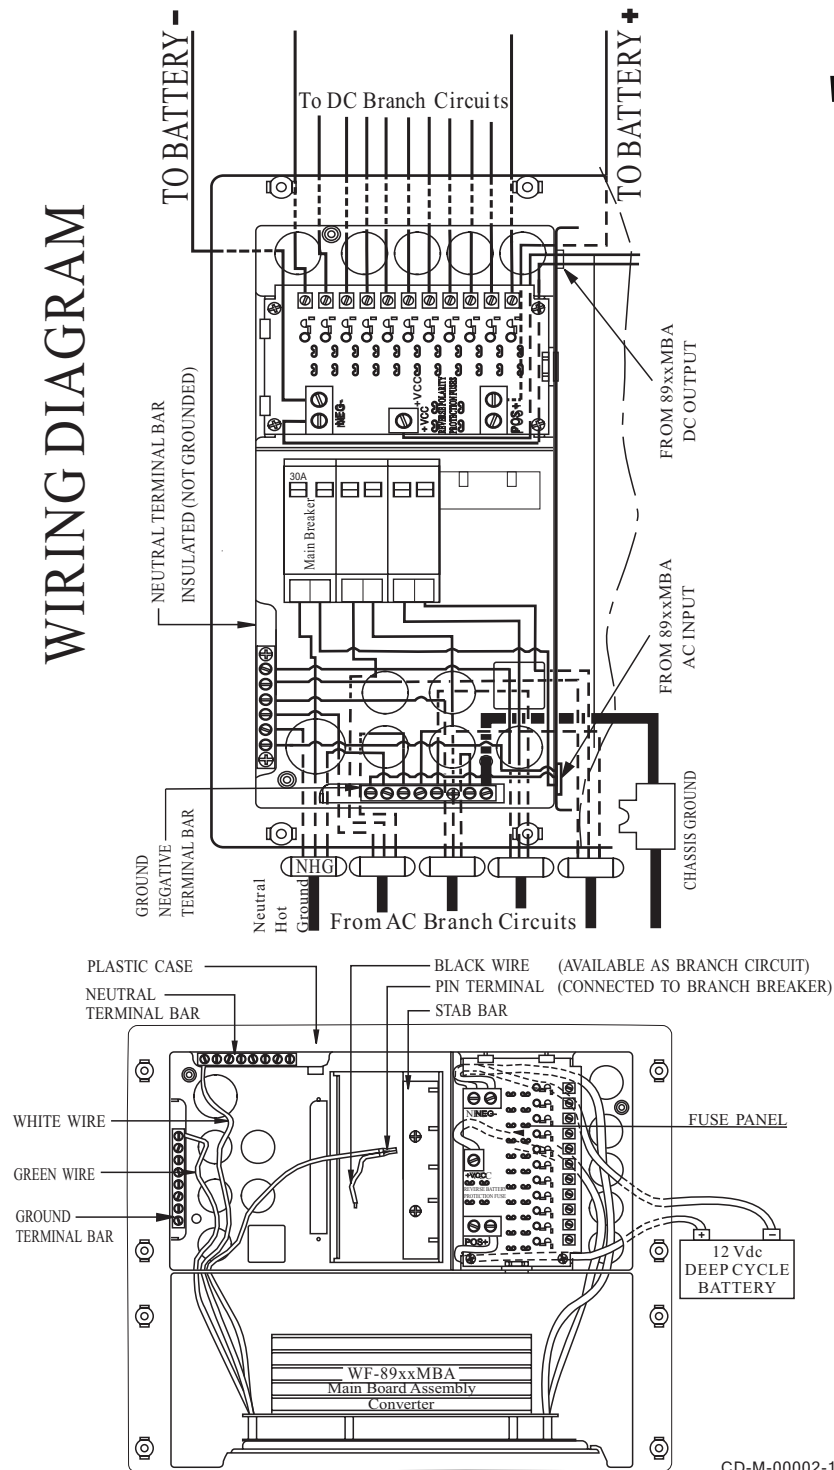 WIRING DIAGRAM
TO BATTERY -
TO BATTERY +
To DC Branch Circuits
NEUTRAL TERMINAL BAR
INSULATED (NOT GROUNDED)
NEG-
+VCC
+VCC
REVERSE POLARITY
PROTECTION FUSES
POS+
30A
Main Breaker
FROM 89xxMBA
DC OUTPUT
FROM 89xxMBA
AC INPUT
CHASSIS GROUND
GROUND
NEGATIVE
TERMINAL BAR
Neutral
Hot
Ground
NHG
From AC Branch Circuits
PLASTIC CASE
NEUTRAL
TERMINAL BAR
BLACK WIRE (AVAILABLE AS BRANCH CIRCUIT)
PIN TERMINAL (CONNECTED TO BRANCH BREAKER)
STAB BAR
WHITE WIRE
GREEN WIRE
GROUND
TERMINAL BAR
NEG-
+VCC
REVERSE BATTERY
PROTECTION FUSE
POS+
FUSE PANEL
+ -
12 Vdc
DEEP CYCLE
BATTERY
WF-89xxMBA
Main Board Assembly
Converter
CD-M-00002-1